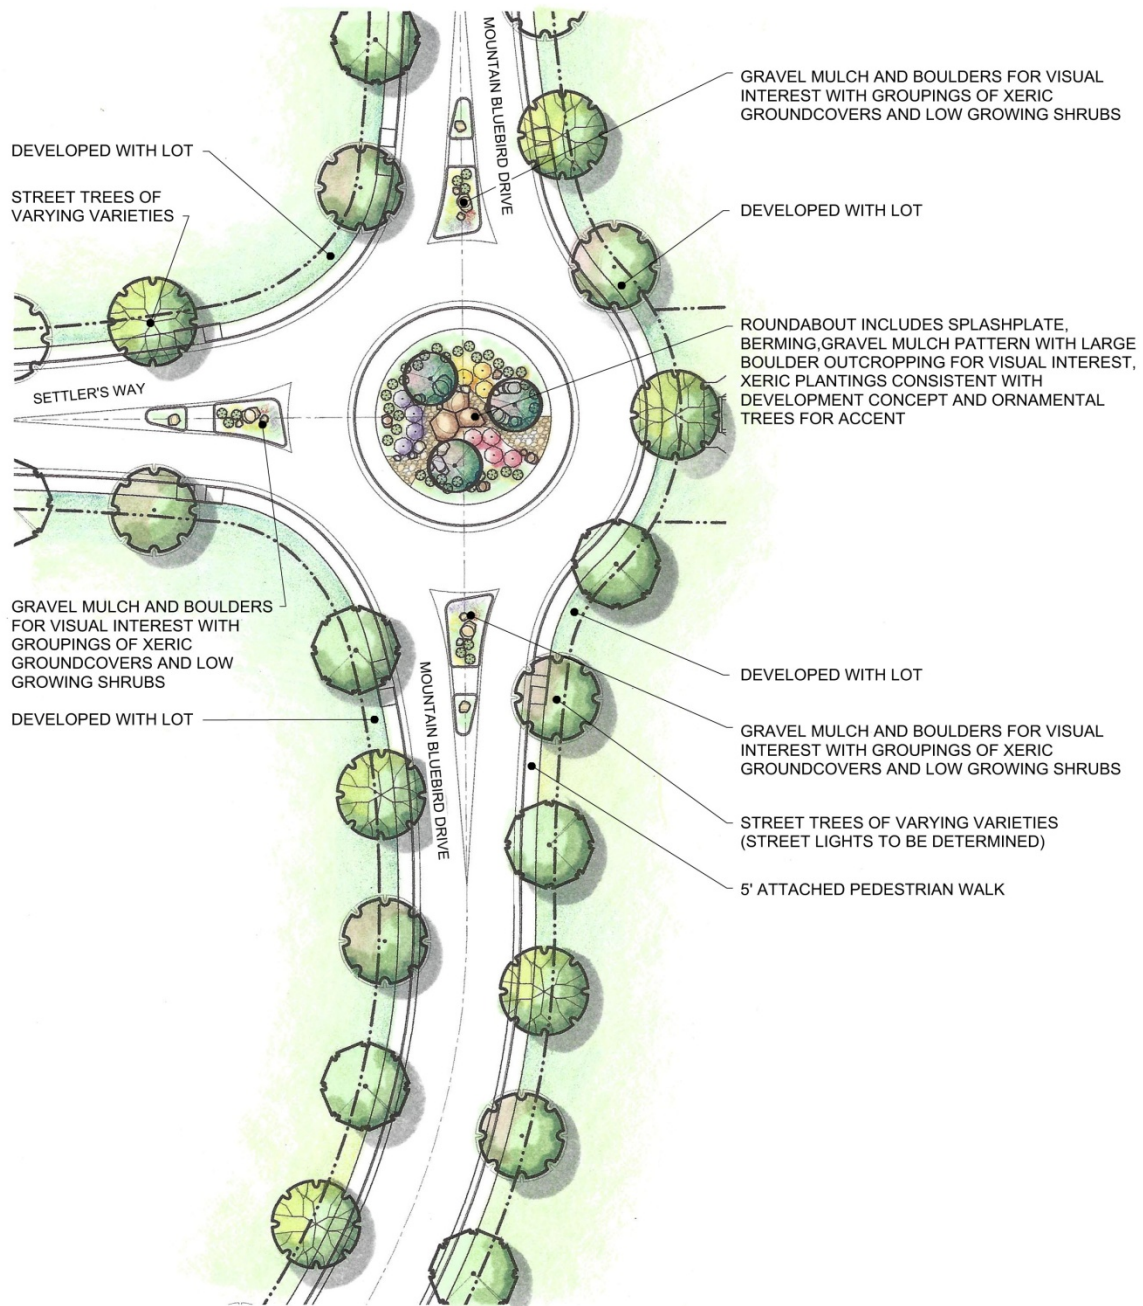 MOUNTAIN BLUEBIRD DRIVE
GRAVEL MULCH AND BOULDERS FOR VISUAL
INTEREST WITH GROUPINGS OF XERIC
GROUNDCOVERS AND LOW GROWING SHRUBS
DEVELOPED WITH LOT
STREET TREES OF
VARYING VARIETIES
DEVELOPED WITH LOT
ROUNDABOUT INCLUDES SPLASHPLATE,
BERMING,GRAVEL MULCH PATTERN WITH LARGE
BOULDER OUTCROPPING FOR VISUAL INTEREST,
XERIC PLANTINGS CONSISTENT WITH
DEVELOPMENT CONCEPT AND ORNAMENTAL
TREES FOR ACCENT
SETTLER'S WAY
GRAVEL MULCH AND BOULDERS
FOR VISUAL INTEREST WITH
GROUPINGS OF XERIC
GROUNDCOVERS AND LOW
GROWING SHRUBS
DEVELOPED WITH LOT
MOUNTAIN BLUEBIRD DRIVE
DEVELOPED WITH LOT
GRAVEL MULCH AND BOULDERS FOR VISUAL
INTEREST WITH GROUPINGS OF XERIC
GROUNDCOVERS AND LOW GROWING SHRUBS
STREET TREES OF VARYING VARIETIES
(STREET LIGHTS TO BE DETERMINED)
5' ATTACHED PEDESTRIAN WALK